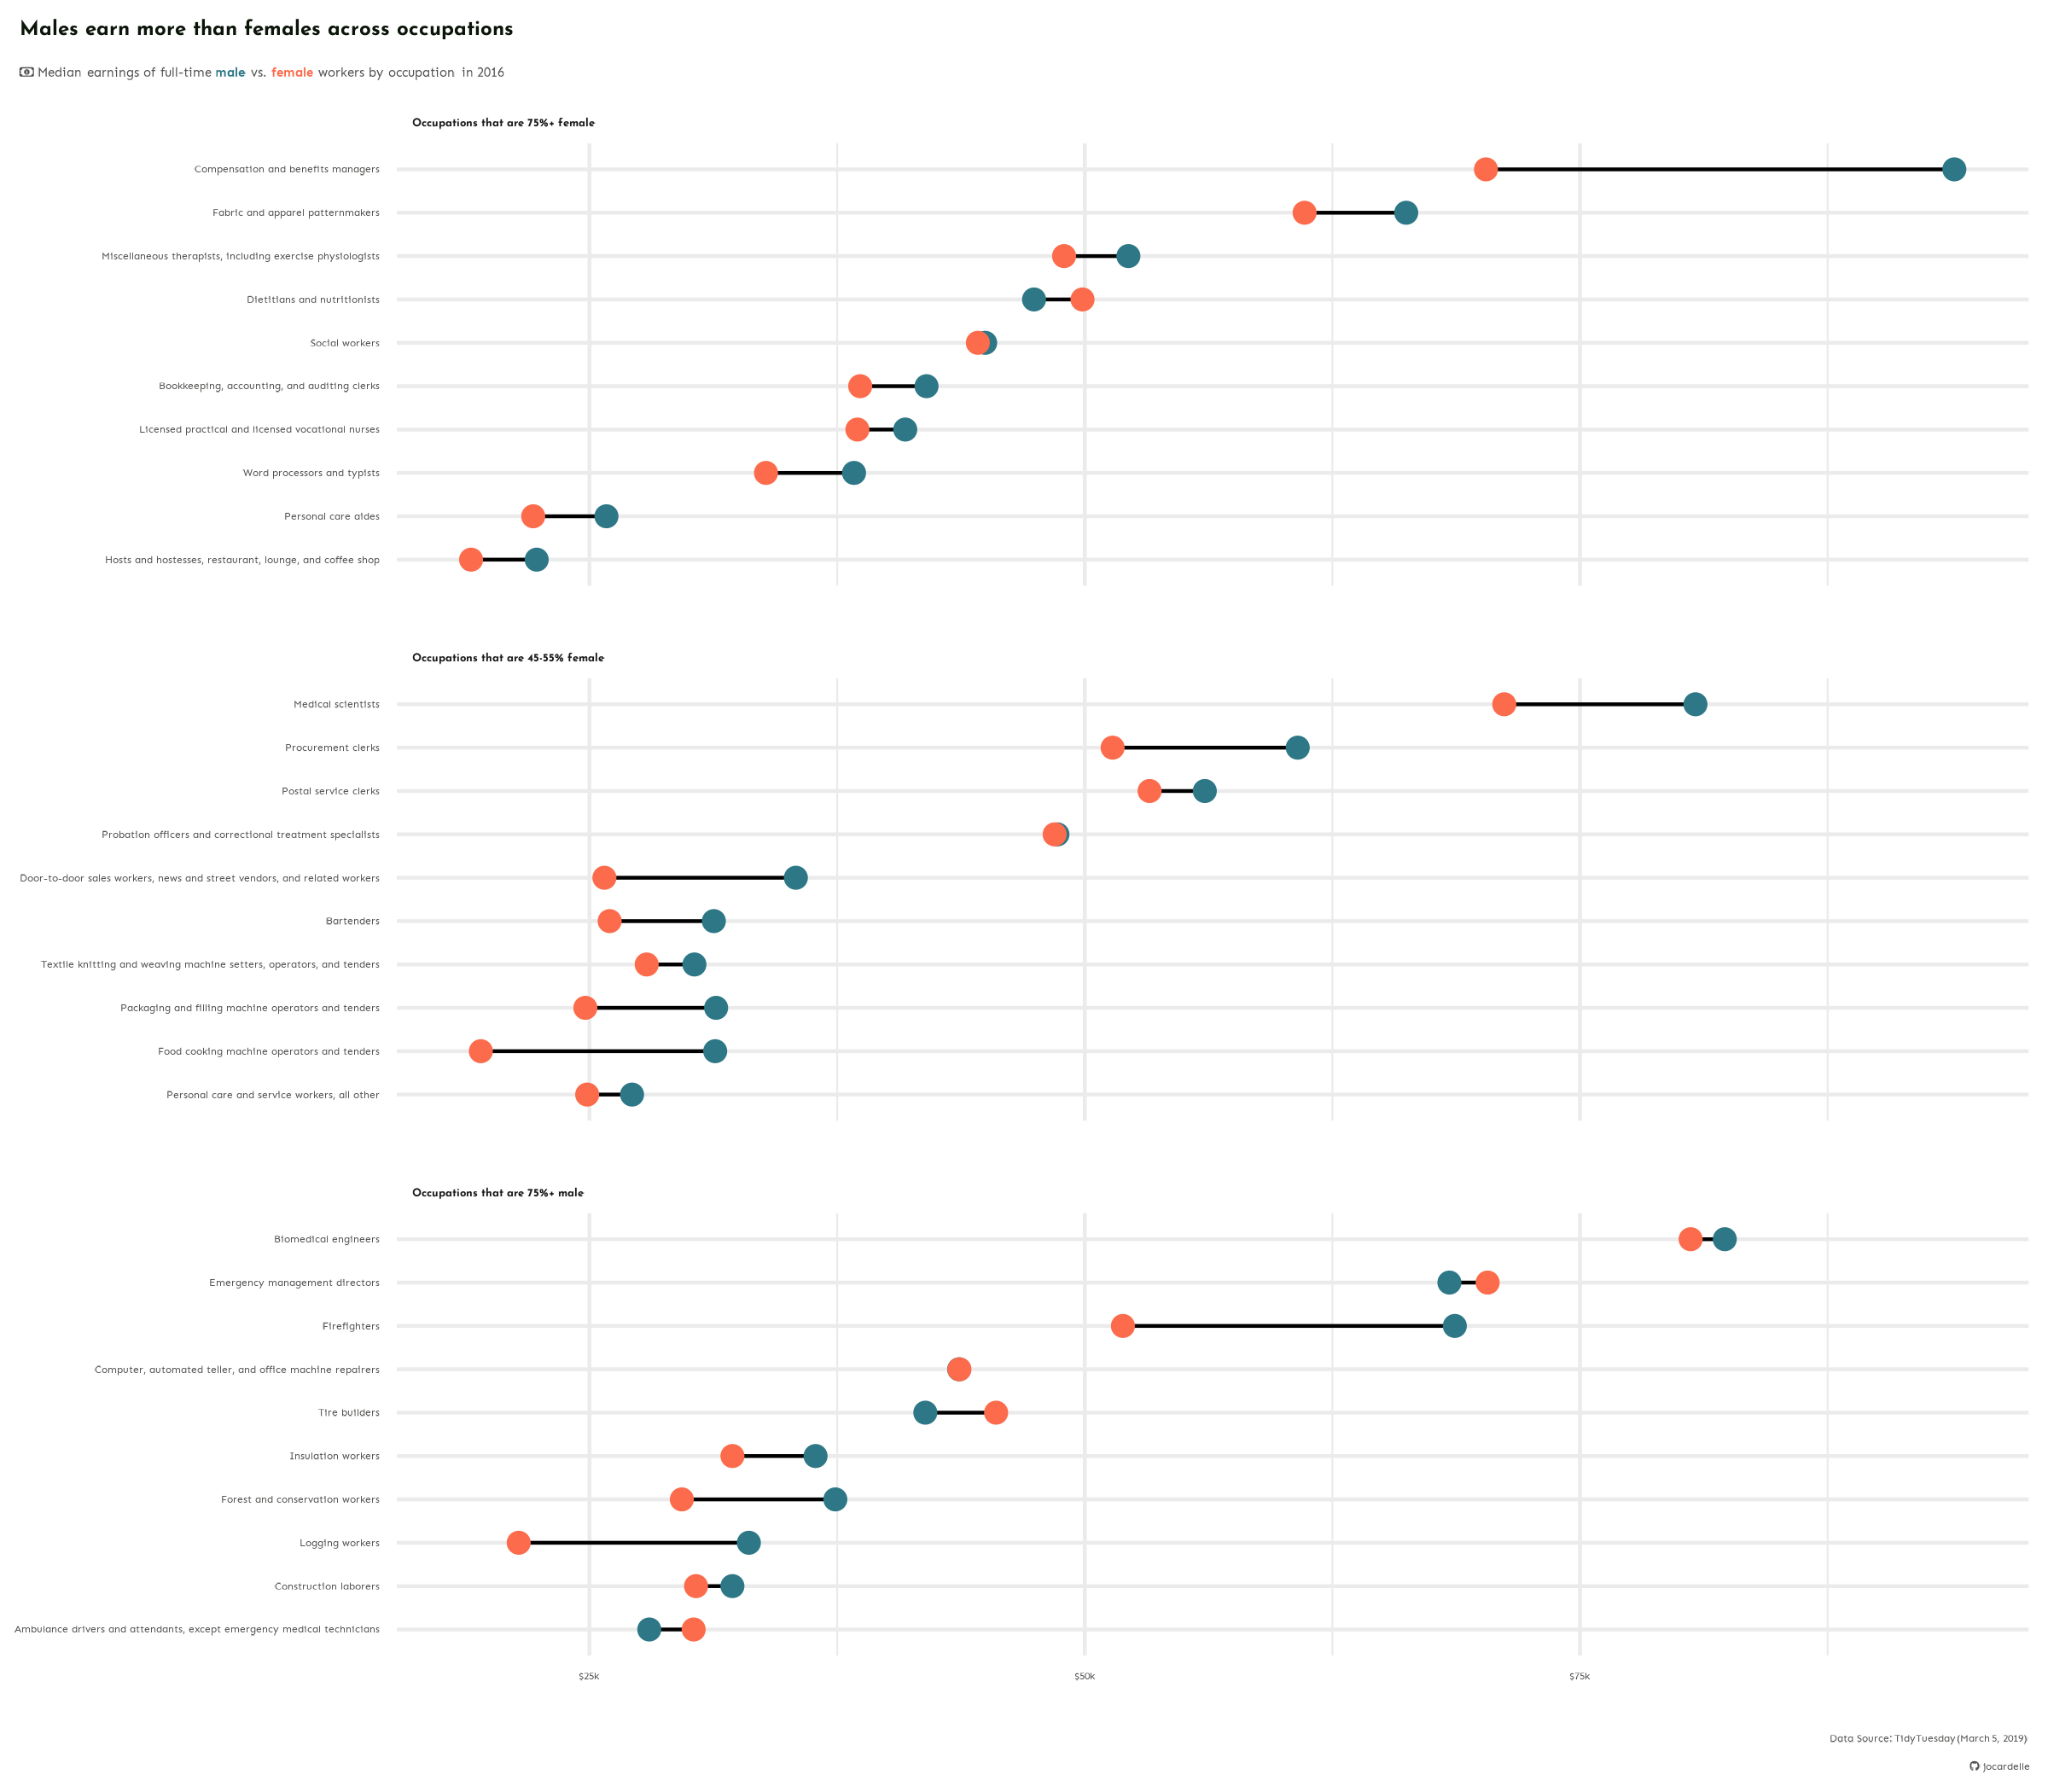 Males earn more than females across occupations
Median earnings of full-time male vs. female workers by occupation in 2016
Occupations that are 75%+ female
Compensation and benefits managers
Fabric and apparel patternmakers
Miscellaneous therapists, including exercise physiologists
Dietitians and nutritionists
Social workers
Bookkeeping, accounting, and auditing clerks
Licensed practical and licensed vocational nurses
Word processors and typists
Personal care aides
Hosts and hostesses, restaurant, lounge, and coffee shop
Occupations that are 45-55% female
Medical scientists
Procurement clerks
Postal service clerks
Probation officers and correctional treatment specialists
Door-to-door sales workers, news and street vendors, and related workers
Bartenders
Textile knitting and weaving machine setters, operators, and tenders
Packaging and filling machine operators and tenders
Food cooking machine operators and tenders
Personal care and service workers, all other
Occupations that are 75%+ male
Biomedical engineers
Emergency management directors
Firefighters
Computer, automated teller, and office machine repairers
Tire builders
Insulation workers
Forest and conservation workers
Logging workers
Construction laborers
Ambulance drivers and attendants, except emergency medical technicians
$25k $50k $75k
Data Source: TidyTuesday (March 5, 2019)
jocardelle